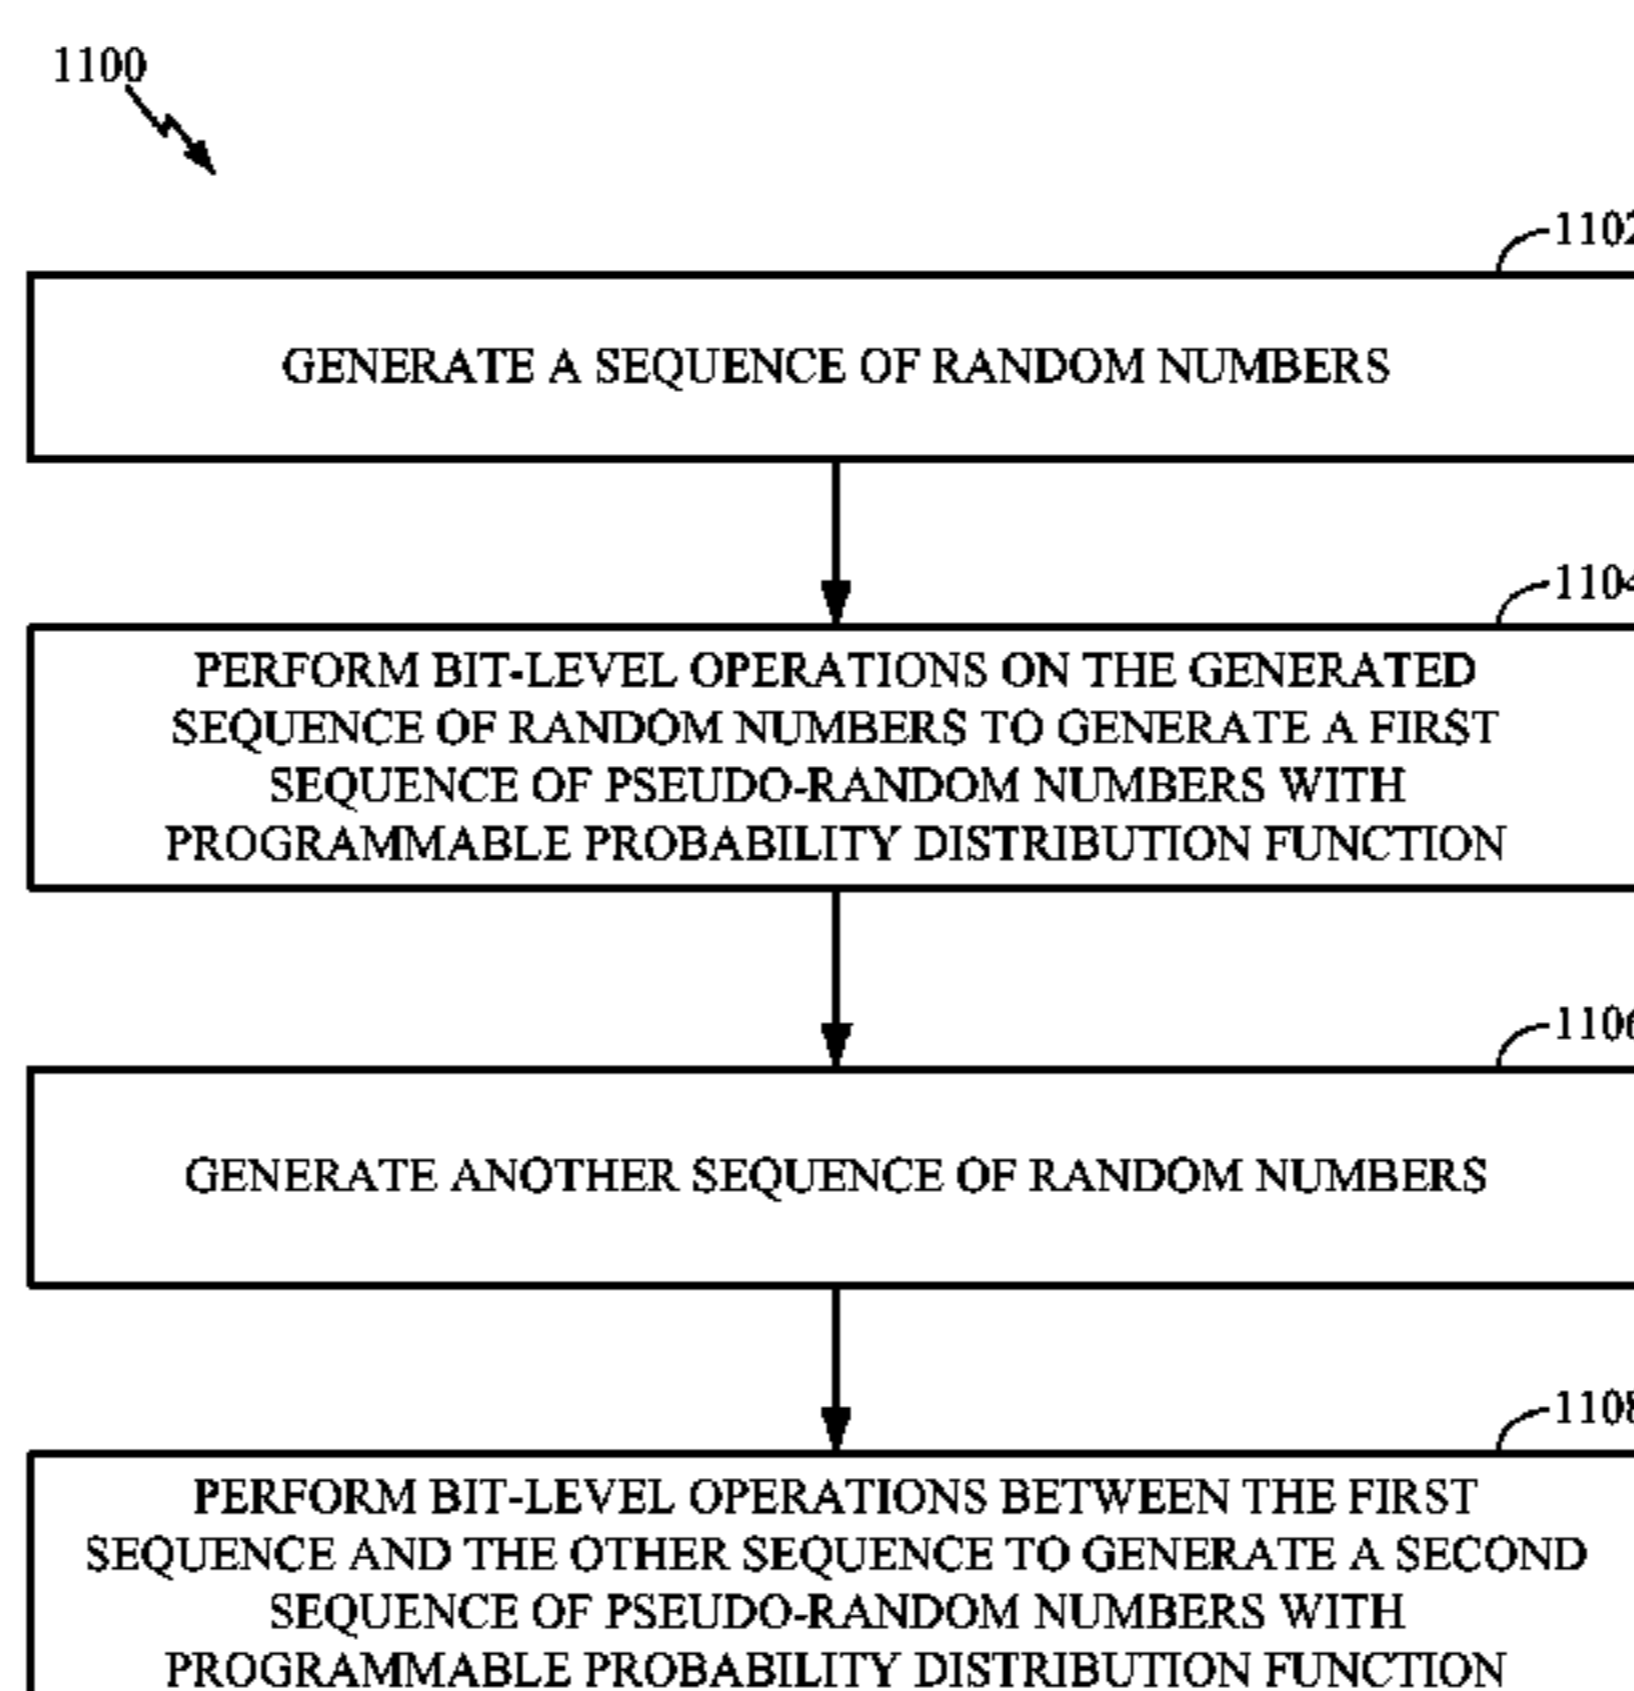 1100
1102
GENERATE A SEQUENCE OF RANDOM NUMBERS
1104
PERFORM BIT-LEVEL OPERATIONS ON THE GENERATED
SEQUENCE OF RANDOM NUMBERS TO GENERATE A FIRST
SEQUENCE OF PSEUDO-RANDOM NUMBERS WITH
PROGRAMMABLE PROBABILITY DISTRIBUTION FUNCTION
1106
GENERATE ANOTHER SEQUENCE OF RANDOM NUMBERS
1108
PERFORM BIT-LEVEL OPERATIONS BETWEEN THE FIRST
SEQUENCE AND THE OTHER SEQUENCE TO GENERATE A SECOND
SEQUENCE OF PSEUDO-RANDOM NUMBERS WITH
PROGRAMMABLE PROBABILITY DISTRIBUTION FUNCTION